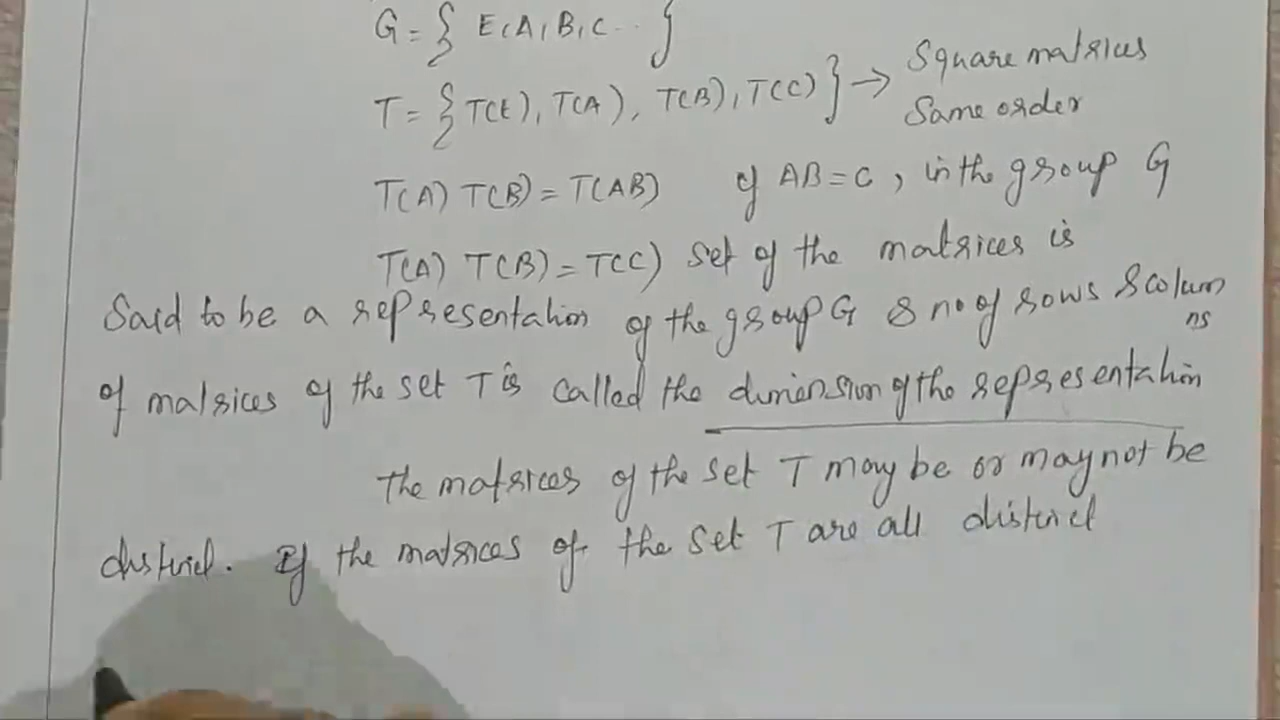 G = { E, A, B, C ... }
T = { T(E), T(A), T(B), T(C) } → Square matrices
Same order
T(A) T(B) = T(AB) if AB = C, in the group G
T(A) T(B) = T(C) set of the matrices is
Said to be a representation of the group G & no of rows & colum
ns
of matrices of the set T is called the dimension of the representation
the matrices of the set T may be or may not be
distinct. If the matrices of the set T are all distinct